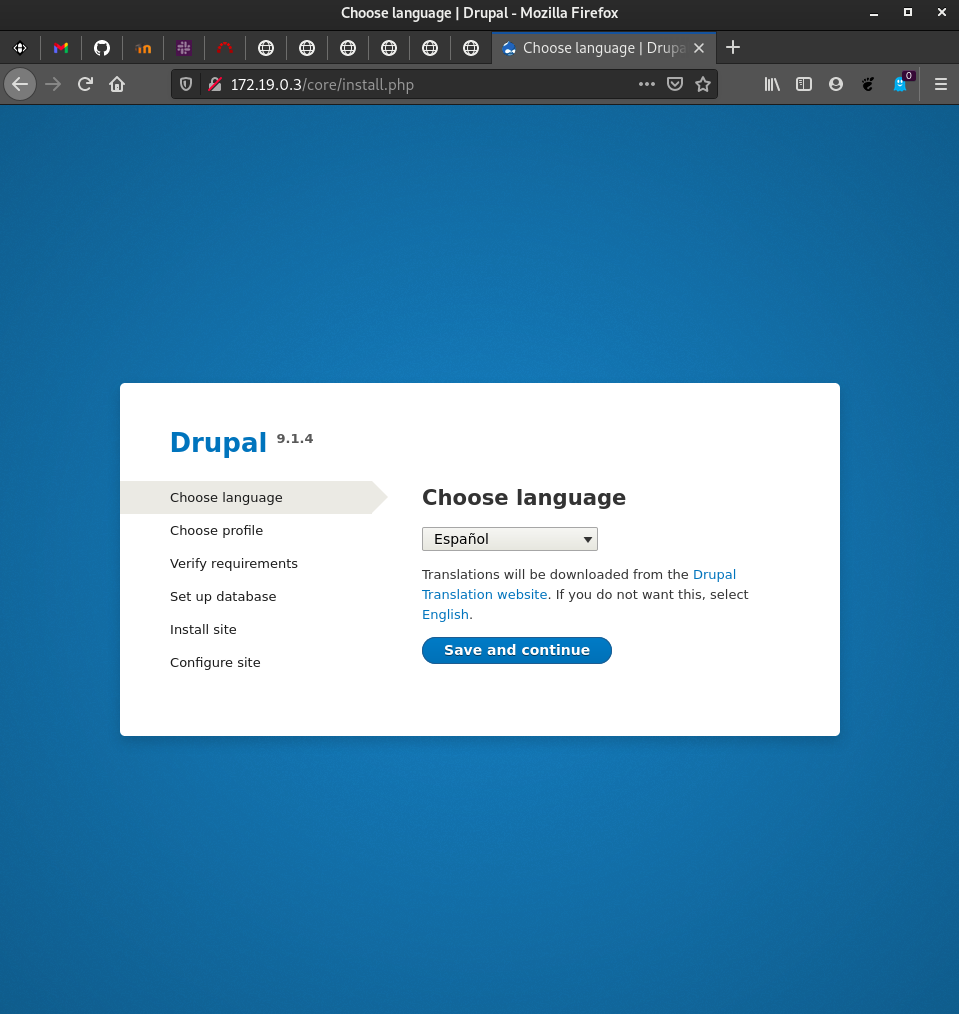 Choose language | Drupal - Mozilla Firefox
Choose language | Drupa
172.19.0.3/core/install.php
0
Drupal 9.1.4
Choose language
Choose profile
Verify requirements
Set up database
Install site
Configure site
Choose language
Español
Translations will be downloaded from the Drupal
Translation website. If you do not want this, select
English.
Save and continue